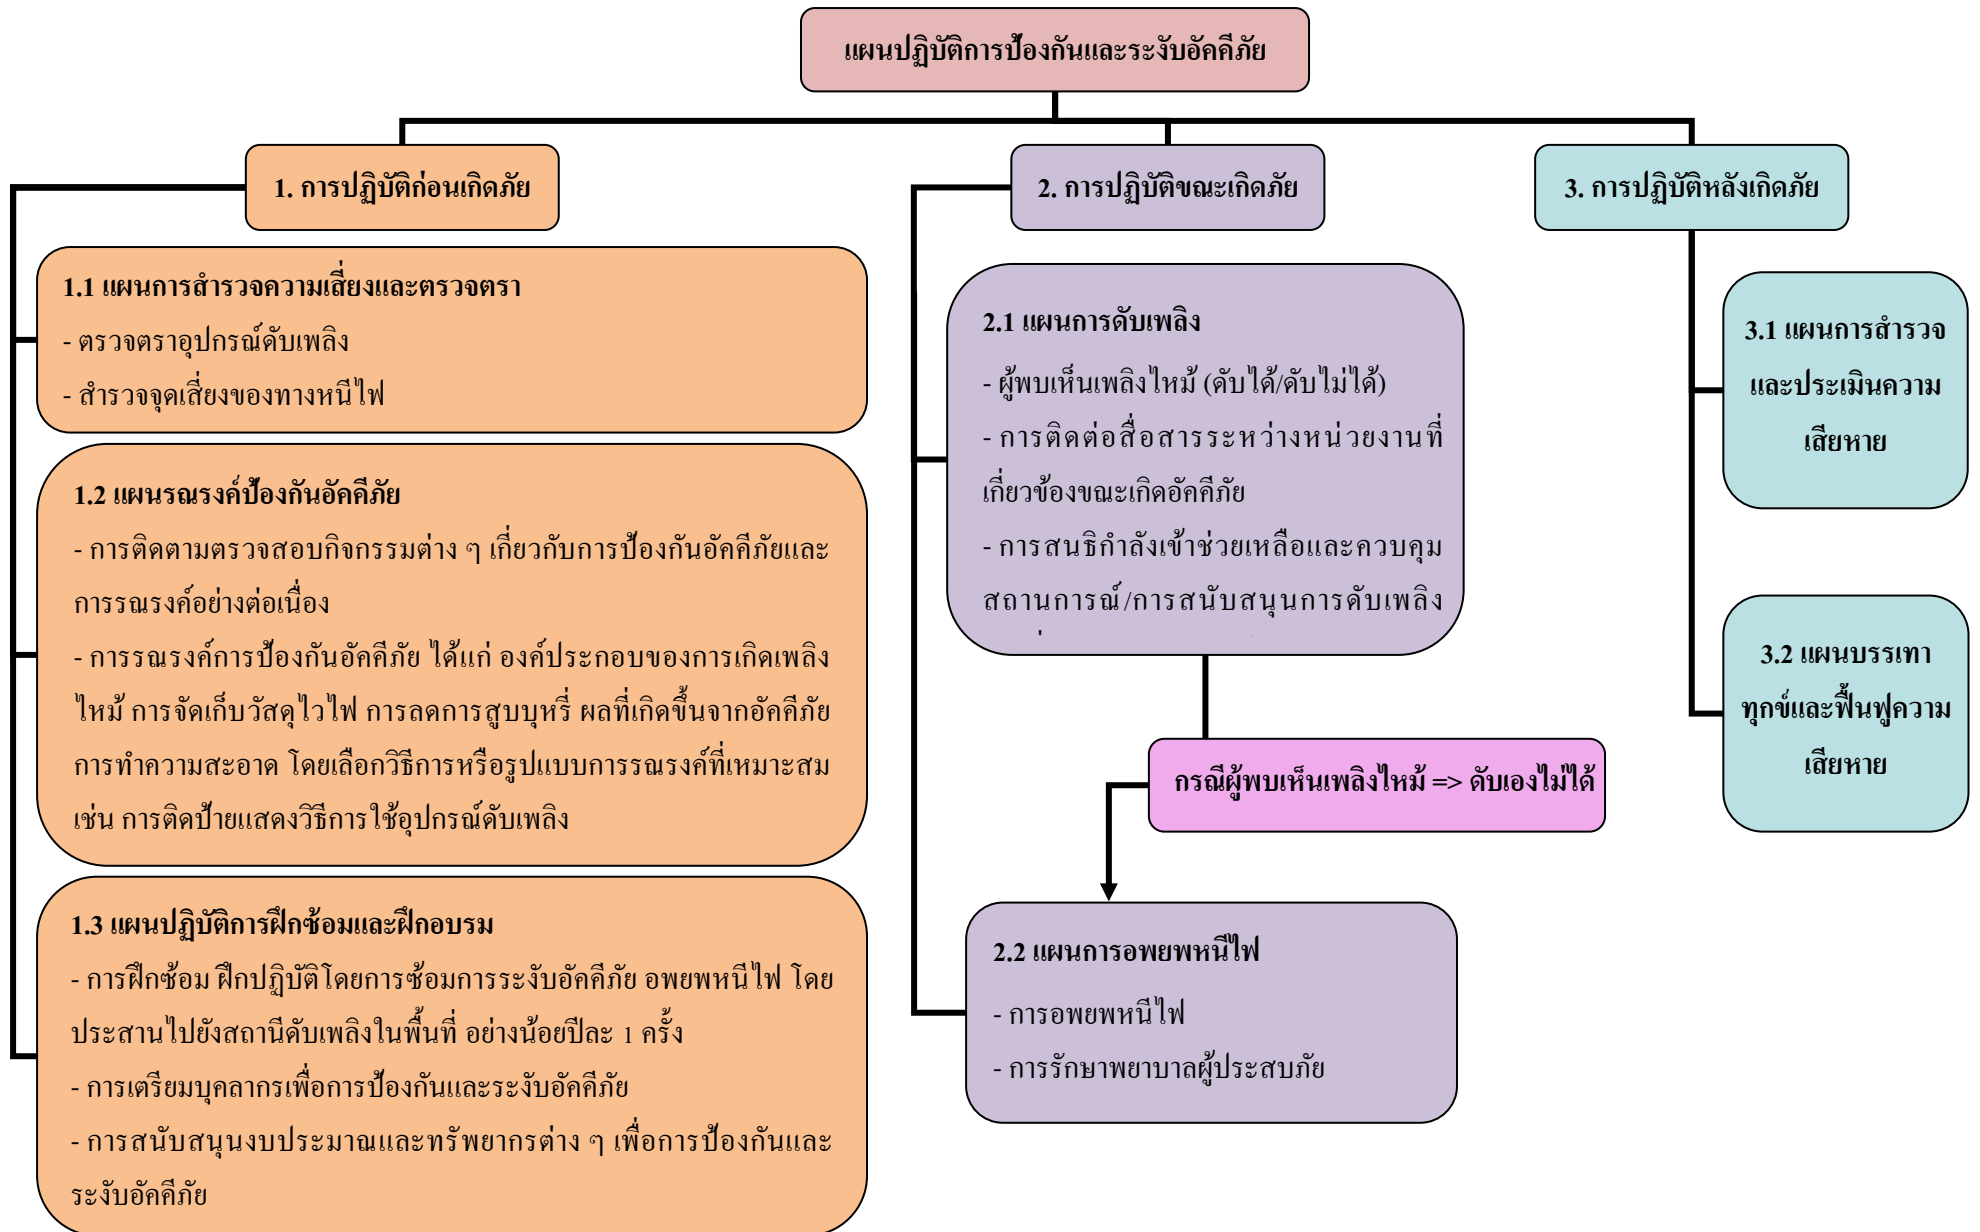 แผนปฏิบัติการป้องกันและระงับอัคคีภัย
1. การปฏิบัติก่อนเกิดภัย
1.1 แผนการสำรวจความเสี่ยงและตรวจตรา
- ตรวจตราอุปกรณ์ดับเพลิง
- สำรวจจุดเสี่ยงของทางหนีไฟ
1.2 แผนรณรงค์ป้องกันอัคคีภัย
- การติดตามตรวจสอบกิจกรรมต่าง ๆ เกี่ยวกับการป้องกันอัคคีภัยและ
การรณรงค์อย่างต่อเนื่อง
- การรณรงค์การป้องกันอัคคีภัย ได้แก่ องค์ประกอบของการเกิดเพลิง
ไหม้ การจัดเก็บวัสดุไวไฟ การลดการสูบบุหรี่ ผลที่เกิดขึ้นจากอัคคีภัย
การทำความสะอาด โดยเลือกวิธีการหรือรูปแบบการรณรงค์ที่เหมาะสม
เช่น การติดป้ายแสดงวิธีการใช้อุปกรณ์ดับเพลิง
1.3 แผนปฏิบัติการฝึกซ้อมและฝึกอบรม
- การฝึกซ้อม ฝึกปฏิบัติโดยการซ้อมการระงับอัคคีภัย อพยพหนีไฟ โดย
ประสานไปยังสถานีดับเพลิงในพื้นที่ อย่างน้อยปีละ 1 ครั้ง
- การเตรียมบุคลากรเพื่อการป้องกันและระงับอัคคีภัย
- การสนับสนุนงบประมาณและทรัพยากรต่าง ๆ เพื่อการป้องกันและ
ระงับอัคคีภัย
2. การปฏิบัติขณะเกิดภัย
2.1 แผนการดับเพลิง
- ผู้พบเห็นเพลิงไหม้ (ดับได้/ดับไม่ได้)
- การติดต่อสื่อสารระหว่างหน่วยงานที่
เกี่ยวข้องขณะเกิดอัคคีภัย
- การสนธิกำลังเข้าช่วยเหลือและควบคุม
สถานการณ์/การสนับสนุนการดับเพลิง
กรณีผู้พบเห็นเพลิงไหม้ => ดับเองไม่ได้
2.2 แผนการอพยพหนีไฟ
- การอพยพหนีไฟ
- การรักษาพยาบาลผู้ประสบภัย
3. การปฏิบัติหลังเกิดภัย
3.1 แผนการสำรวจ
และประเมินความ
เสียหาย
3.2 แผนบรรเทา
ทุกข์และฟื้นฟูความ
เสียหาย